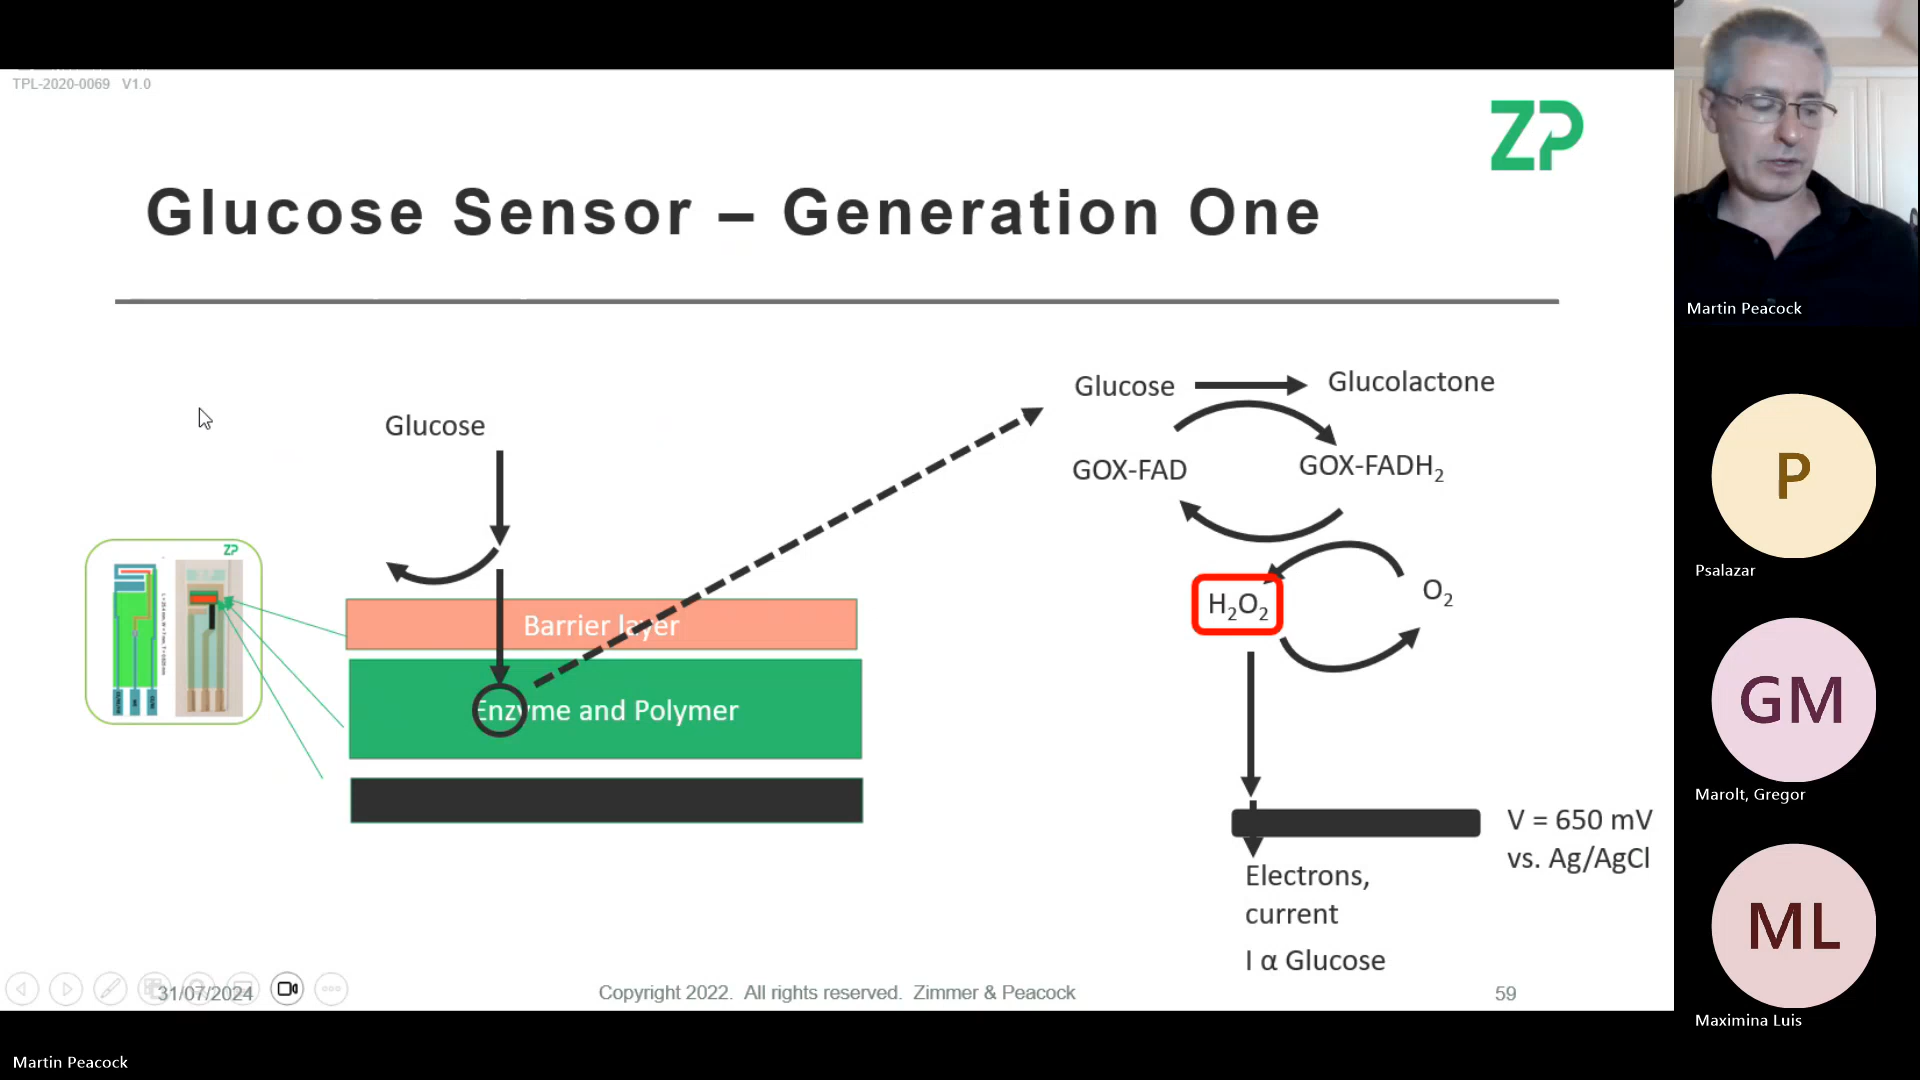 TPL-2020-0069 V1.0
ZP
Glucose Sensor – Generation One
Glucose
ZP
Barrier layer
Enzyme and Polymer
Glucose
Glucolactone
GOX-FAD
GOX-FADH2
H2O2
O2
V = 650 mV
vs. Ag/AgCl
Electrons,
current
I α Glucose
31/07/2024
Copyright 2022. All rights reserved. Zimmer & Peacock
59
Martin Peacock
Martin Peacock
P
Psalazar
GM
Marolt, Gregor
ML
Maximina Luis